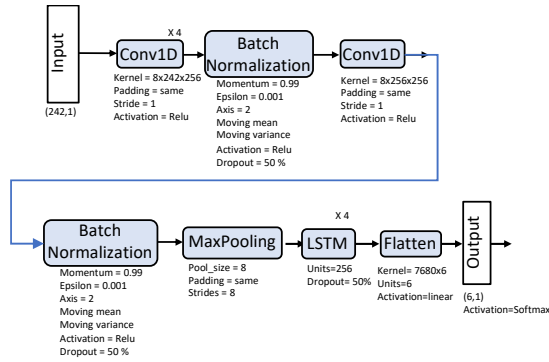 Input
(242,1)
X 4
Conv1D
Kernel = 8x242x256
Padding = same
Stride = 1
Activation = Relu
Batch
Normalization
Momentum = 0.99
Epsilon = 0.001
Axis = 2
Moving mean
Moving variance
Activation = Relu
Dropout = 50 %
Conv1D
Kernel = 8x256x256
Padding = same
Stride = 1
Activation = Relu
Batch
Normalization
Momentum = 0.99
Epsilon = 0.001
Axis = 2
Moving mean
Moving variance
Activation = Relu
Dropout = 50 %
MaxPooling
Pool_size = 8
Padding = same
Strides = 8
X 4
LSTM
Units=256
Dropout= 50%
Flatten
Kernel= 7680x6
Units=6
Activation=linear
Output
(6,1)
Activation=Softmax